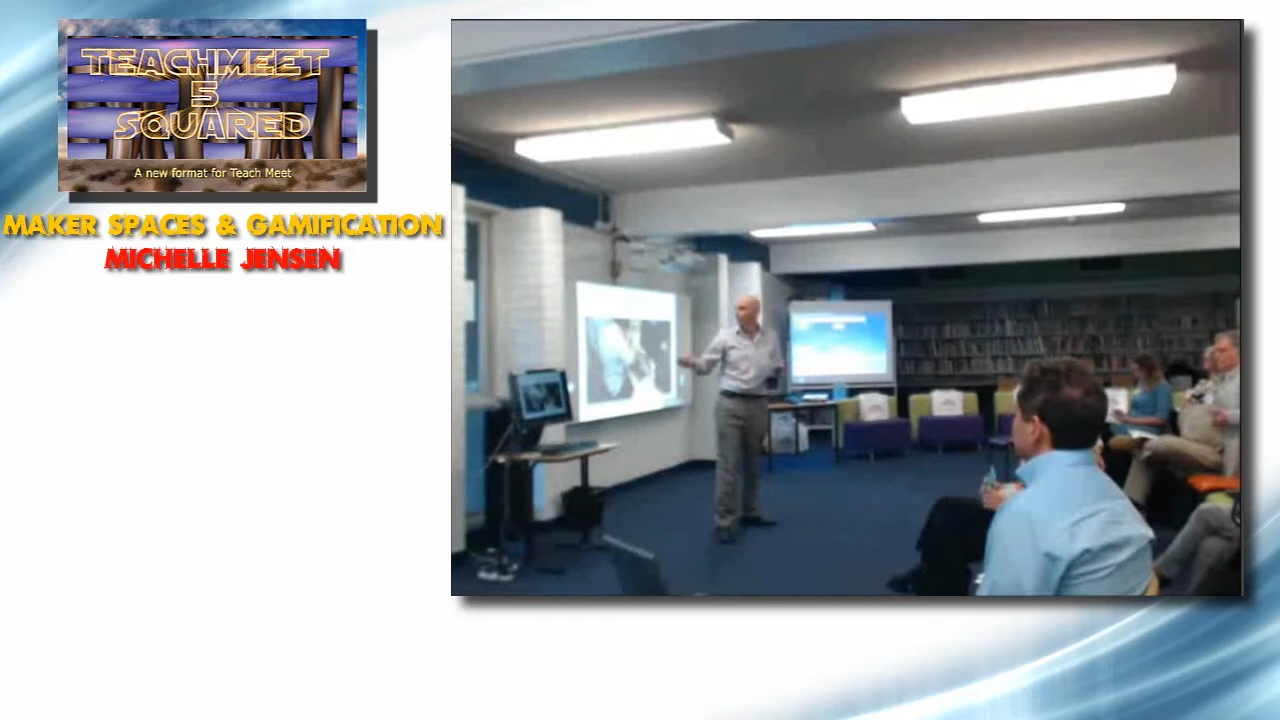 TEACHMEET
5
SQUARED
A new format for Teach Meet
MAKER SPACES & GAMIFICATION
MICHELLE JENSEN